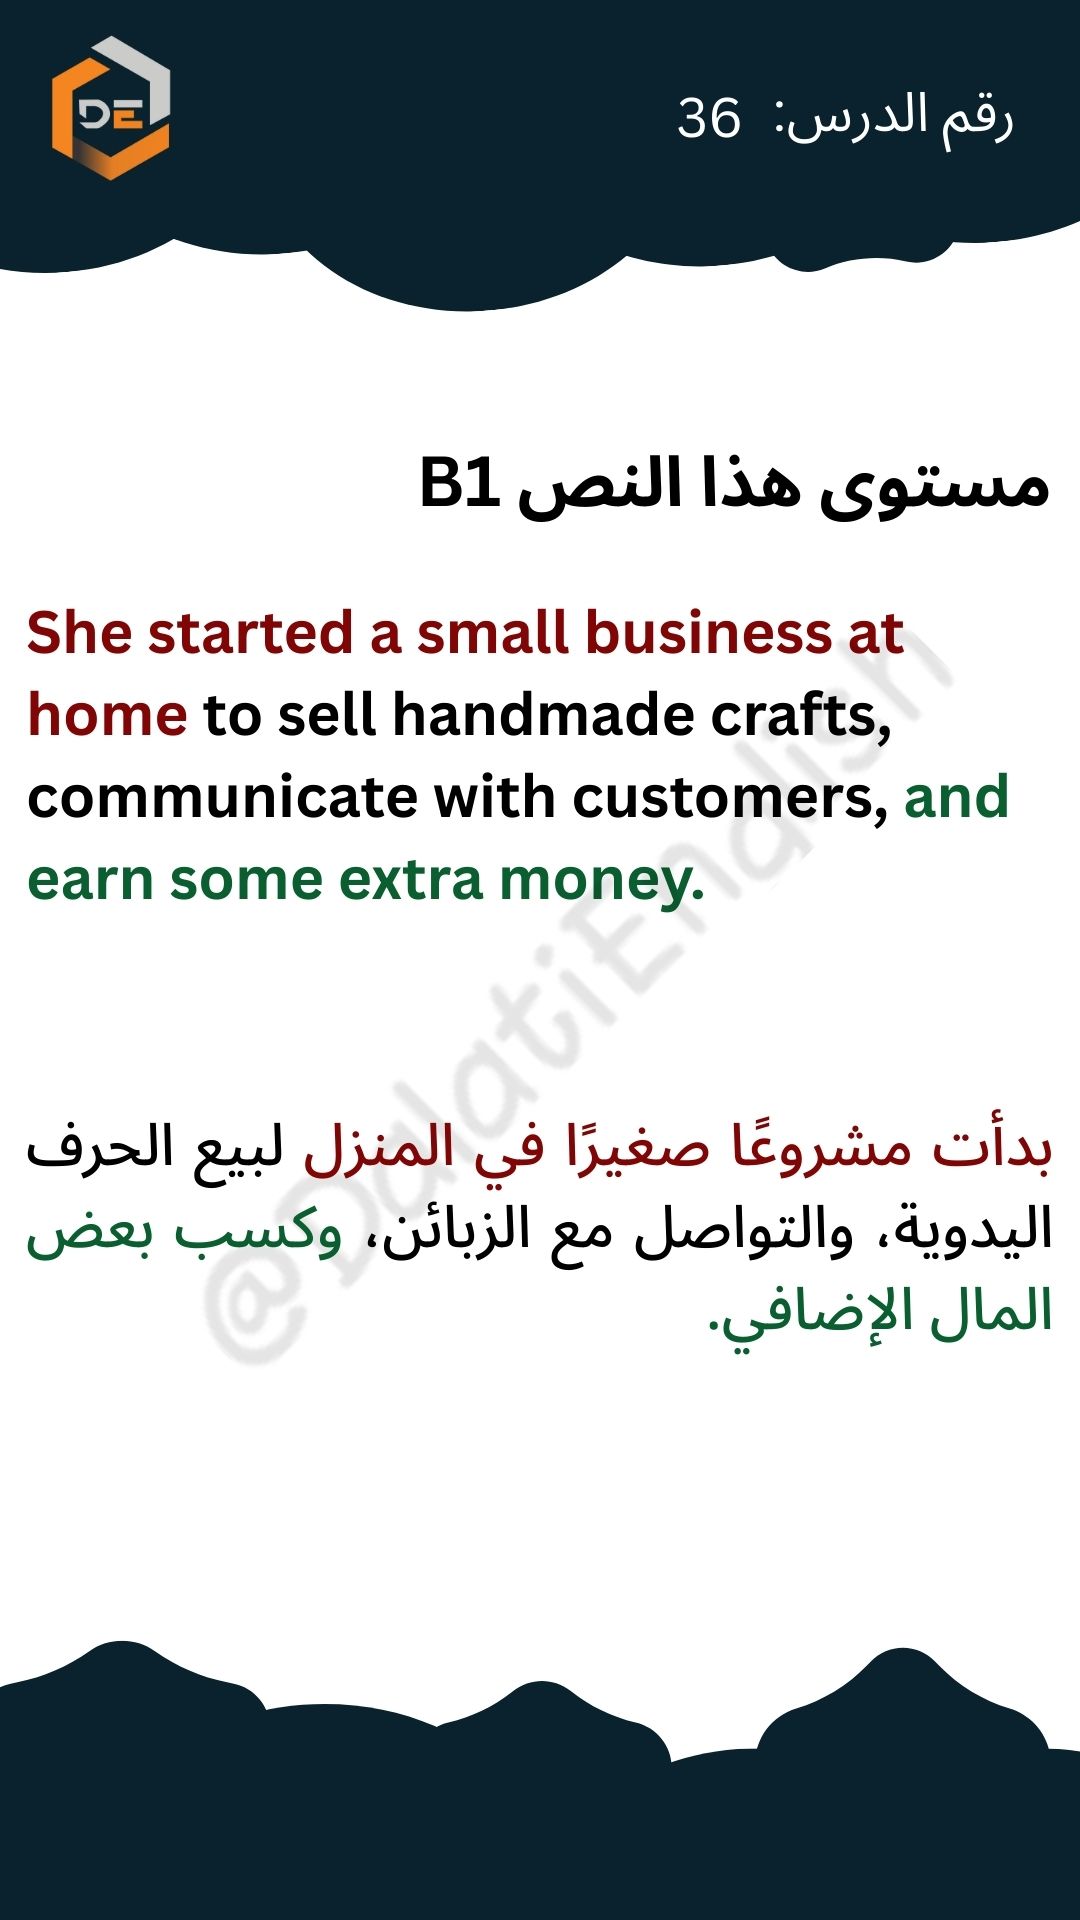 DE
رقم الدرس: 36
مستوى هذا النص B1
She started a small business at
home to sell handmade crafts,
communicate with customers, and
earn some extra money.
بدأت مشروعًا صغيرًا في المنزل لبيع الحرف
اليدوية، والتواصل مع الزبائن، وكسب بعض
المال الإضافي.
@DalatiEnglish